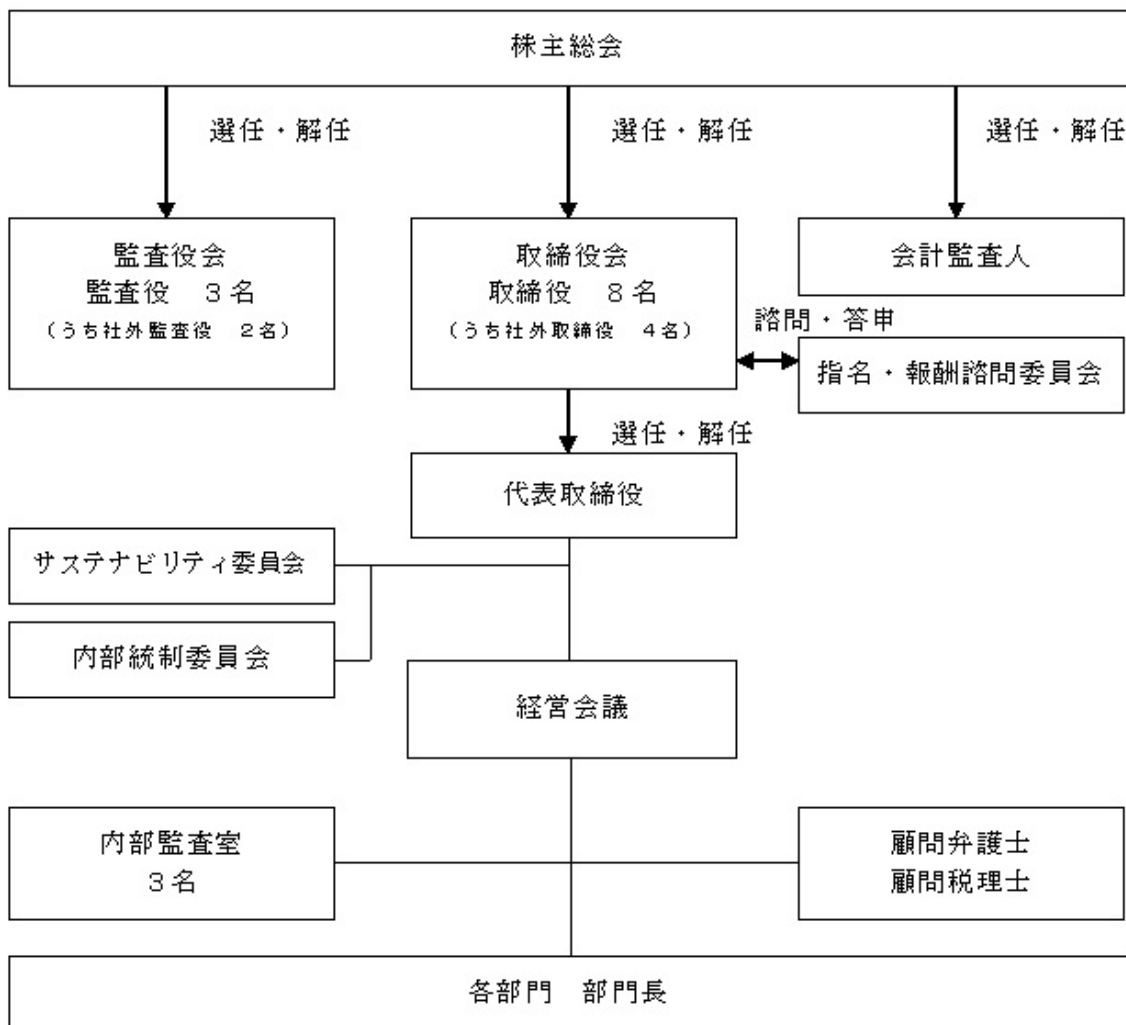 株主総会
選任・解任
選任・解任
選任・解任
監査役会
監査役　3名
（うち社外監査役　2名）
取締役会
取締役　8名
（うち社外取締役　4名）
会計監査人
諮問・答申
指名・報酬諮問委員会
選任・解任
代表取締役
サステナビリティ委員会
内部統制委員会
経営会議
内部監査室
3名
顧問弁護士
顧問税理士
各部門　部門長